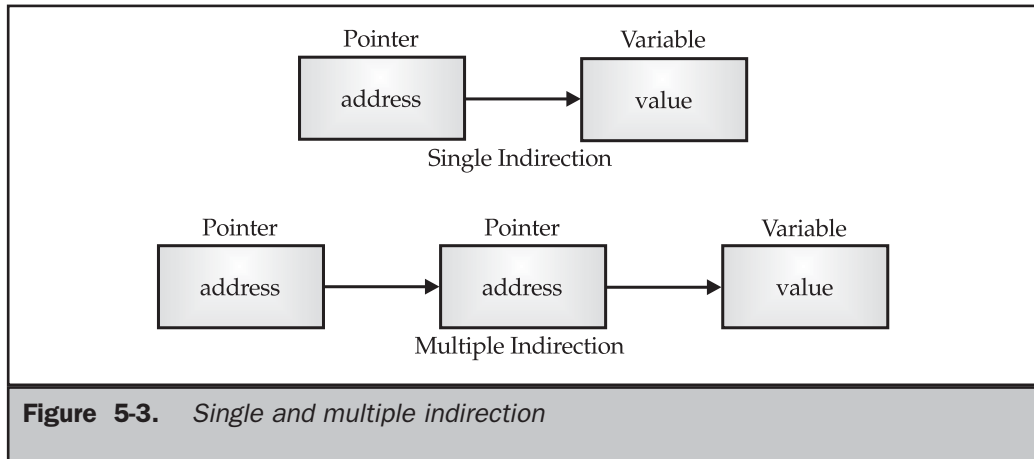 Pointer Variable
address value
Single Indirection
Pointer Pointer Variable
address address value
Multiple Indirection
Figure 5-3. Single and multiple indirection